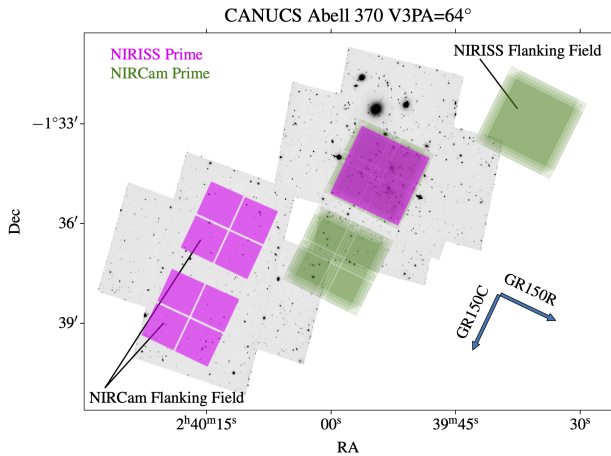 CANUCS Abell 370 V3PA=64°
NIRISS Prime
NIRCam Prime
NIRISS Flanking Field
−1°33′
36′
39′
Dec
GR150R
GR150C
NIRCam Flanking Field
2ʰ40ᵐ15ˢ
00ˢ
39ᵐ45ˢ
30ˢ
RA